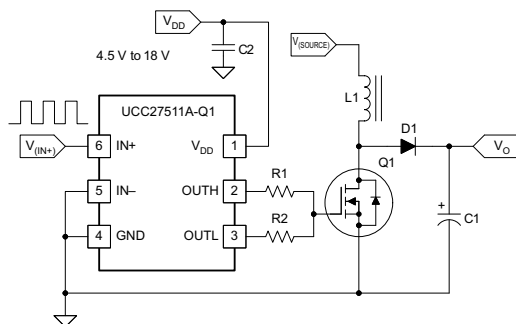 VDD
C2
4.5 V to 18 V
V(SOURCE)
L1
UCC27511A-Q1
D1
V(IN+)
6 IN+ VDD 1
VO
Q1
R1
5 IN– OUTH 2
R2
+
C1
4 GND OUTL 3